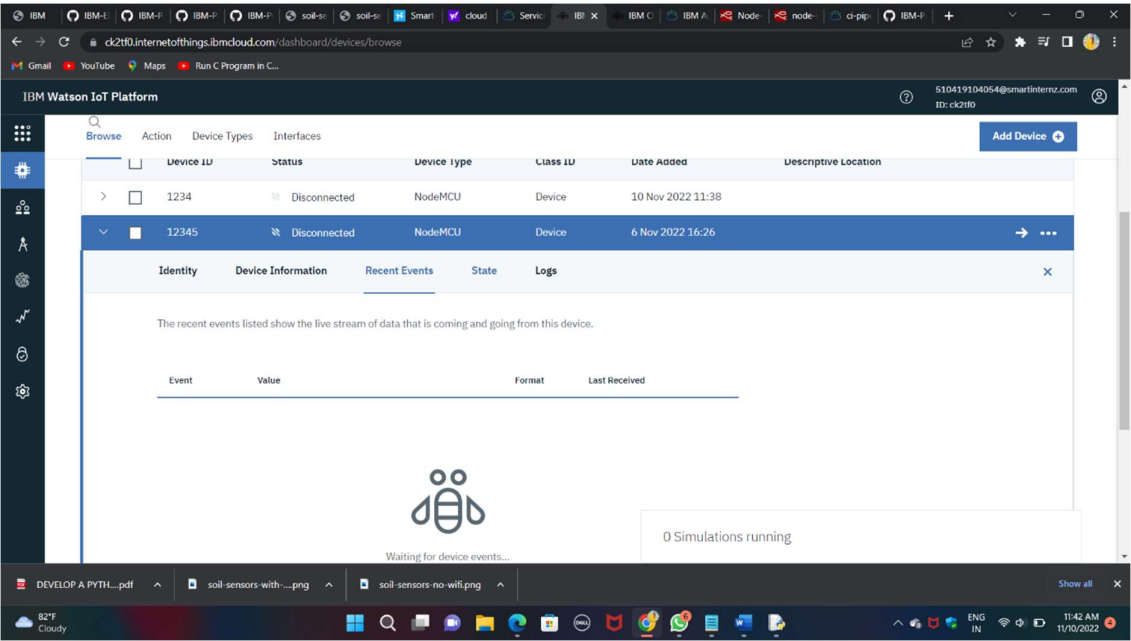 IBM IBM-E IBM-P IBM-P IBM-P soil-se soil-se Smart cloud Service IBM IBM Cl IBM A Node- node- ci-pip IBM-P
ck2tf0.internetofthings.ibmcloud.com/dashboard/devices/browse
Gmail YouTube Maps Run C Program in C...
IBM Watson IoT Platform
510419104054@smartinternz.com
ID: ck2tf0
Browse Action Device Types Interfaces
Add Device
Device ID Status Device Type Class ID Date Added Descriptive Location
1234 Disconnected NodeMCU Device 10 Nov 2022 11:38
12345 Disconnected NodeMCU Device 6 Nov 2022 16:26
Identity Device Information Recent Events State Logs
The recent events listed show the live stream of data that is coming and going from this device.
Event Value Format Last Received
0 Simulations running
Waiting for device events...
DEVELOP A PYTH....pdf soil-sensors-with-....png soil-sensors-no-wifi.png Show all
82°F
Cloudy
ENG
IN
11:42 AM
11/10/2022
4